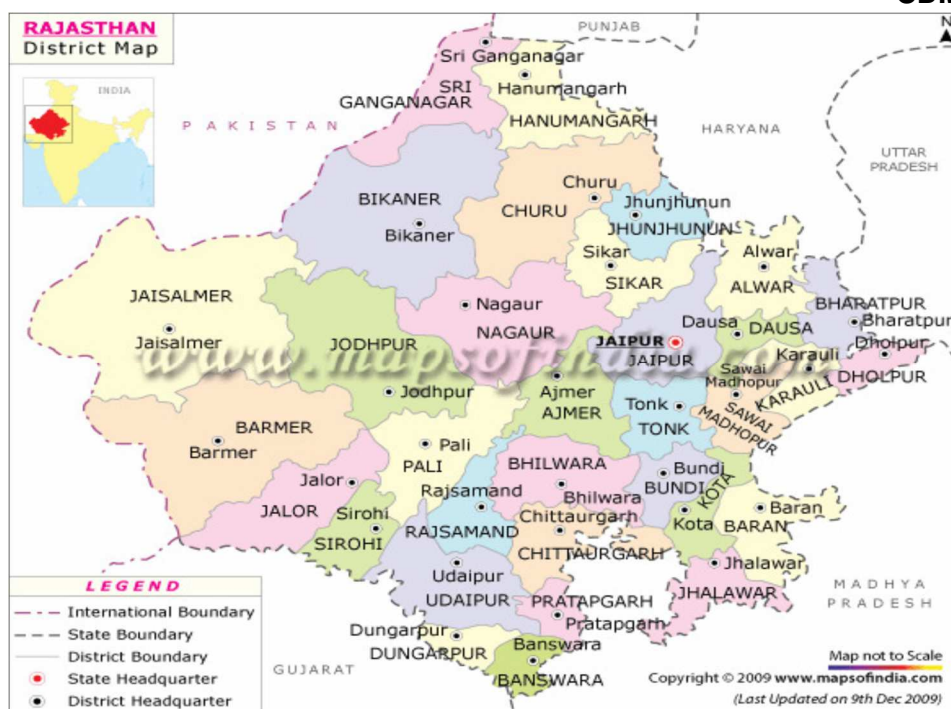 RAJASTHAN
District Map
INDIA
PUNJAB
N
PAKISTAN
HARYANA
UTTAR
PRADESH
Sri Ganganagar
SRI
GANGANAGAR
Hanumangarh
HANUMANGARH
BIKANER
Bikaner
Churu
CHURU
Jhunjhunun
JHUNJHUNUN
Sikar
SIKAR
Alwar
ALWAR
JAISALMER
Jaisalmer
JODHPUR
Jodhpur
Nagaur
NAGAUR
JAIPUR
JAIPUR
Dausa
DAUSA
BHARATPUR
Bharatpur
Dholpur
DHOLPUR
Karauli
KARAULI
Sawai
Madhopur
SAWAI
MADHOPUR
www.mapsofindia.com
Ajmer
AJMER
Tonk
TONK
BARMER
Barmer
Pali
PALI
Jalor
JALOR
Sirohi
SIROHI
Rajsamand
RAJSAMAND
BHILWARA
Bhilwara
Bundi
BUNDI
KOTA
Kota
Baran
BARAN
Chittaurgarh
CHITTAURGARH
Jhalawar
JHALAWAR
Udaipur
UDAIPUR
PRATAPGARH
Pratapgarh
Dungarpur
DUNGARPUR
Banswara
BANSWARA
GUJARAT
MADHYA
PRADESH
LEGEND
International Boundary
State Boundary
District Boundary
State Headquarter
District Headquarter
Map not to Scale
Copyright © 2009 www.mapsofindia.com
(Last Updated on 9th Dec 2009)